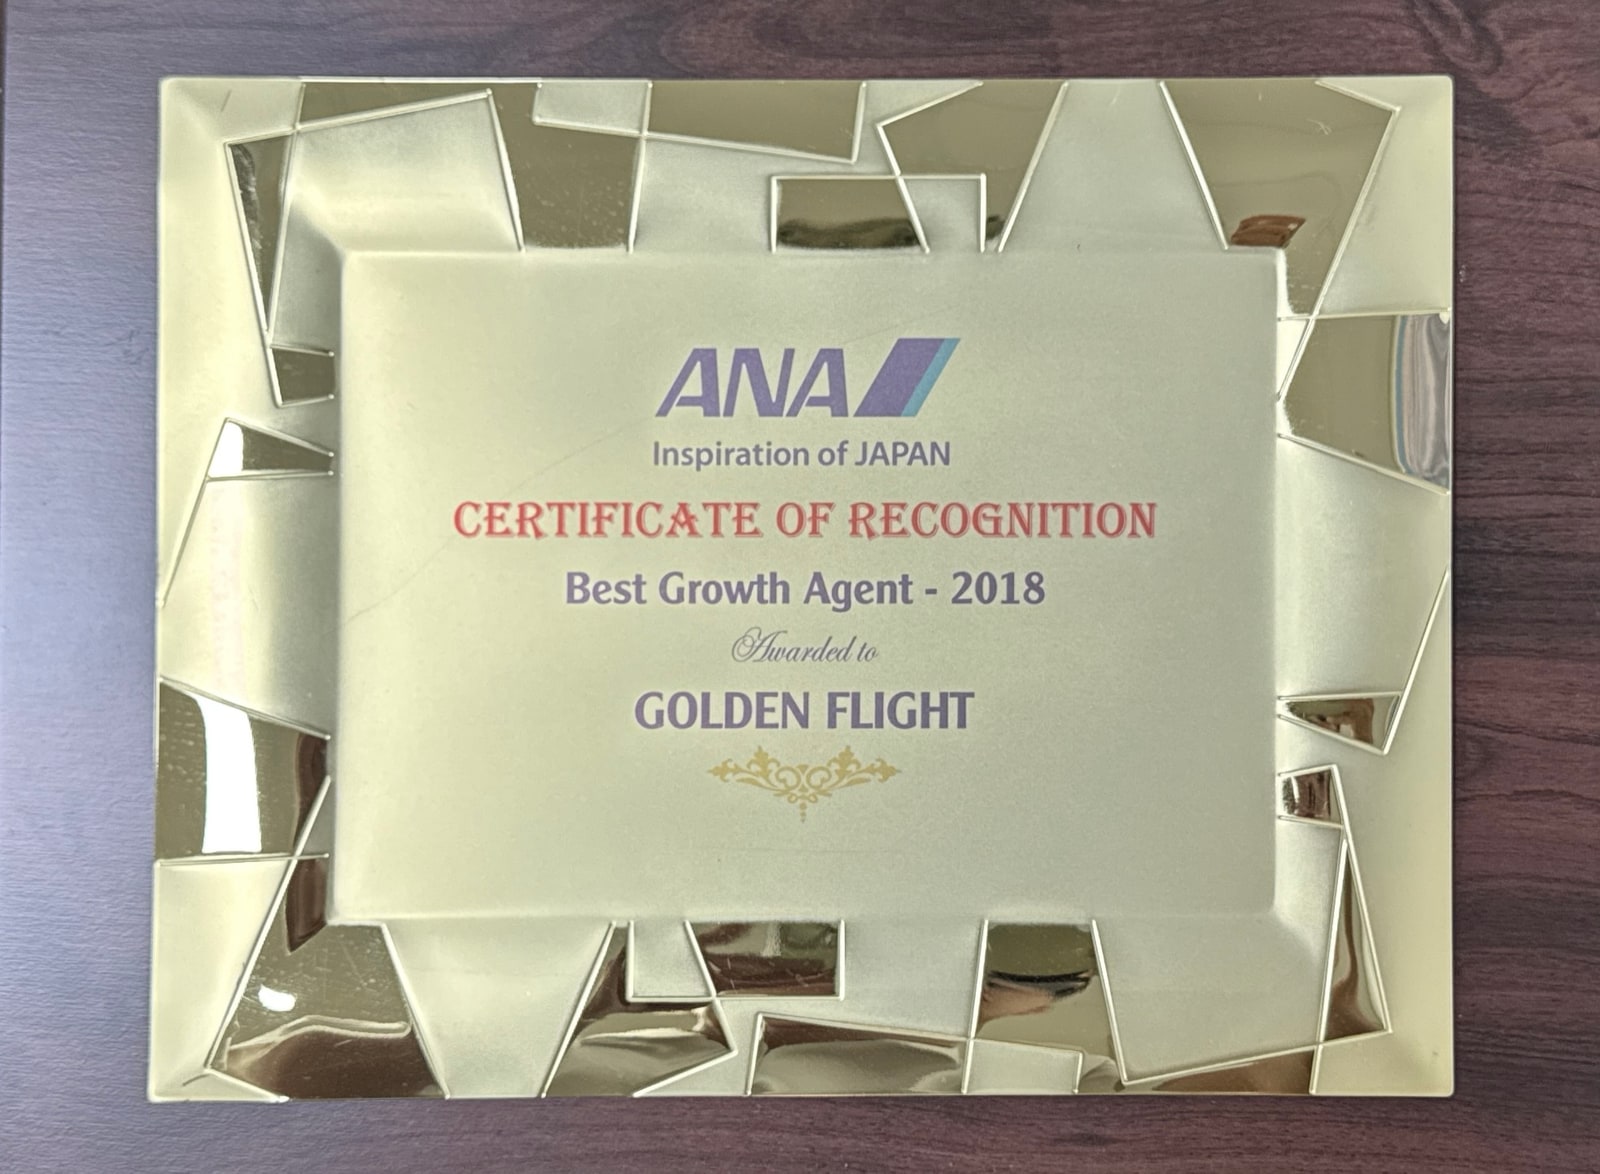 ANA
Inspiration of JAPAN
CERTIFICATE OF RECOGNITION
Best Growth Agent - 2018
Awarded to
GOLDEN FLIGHT